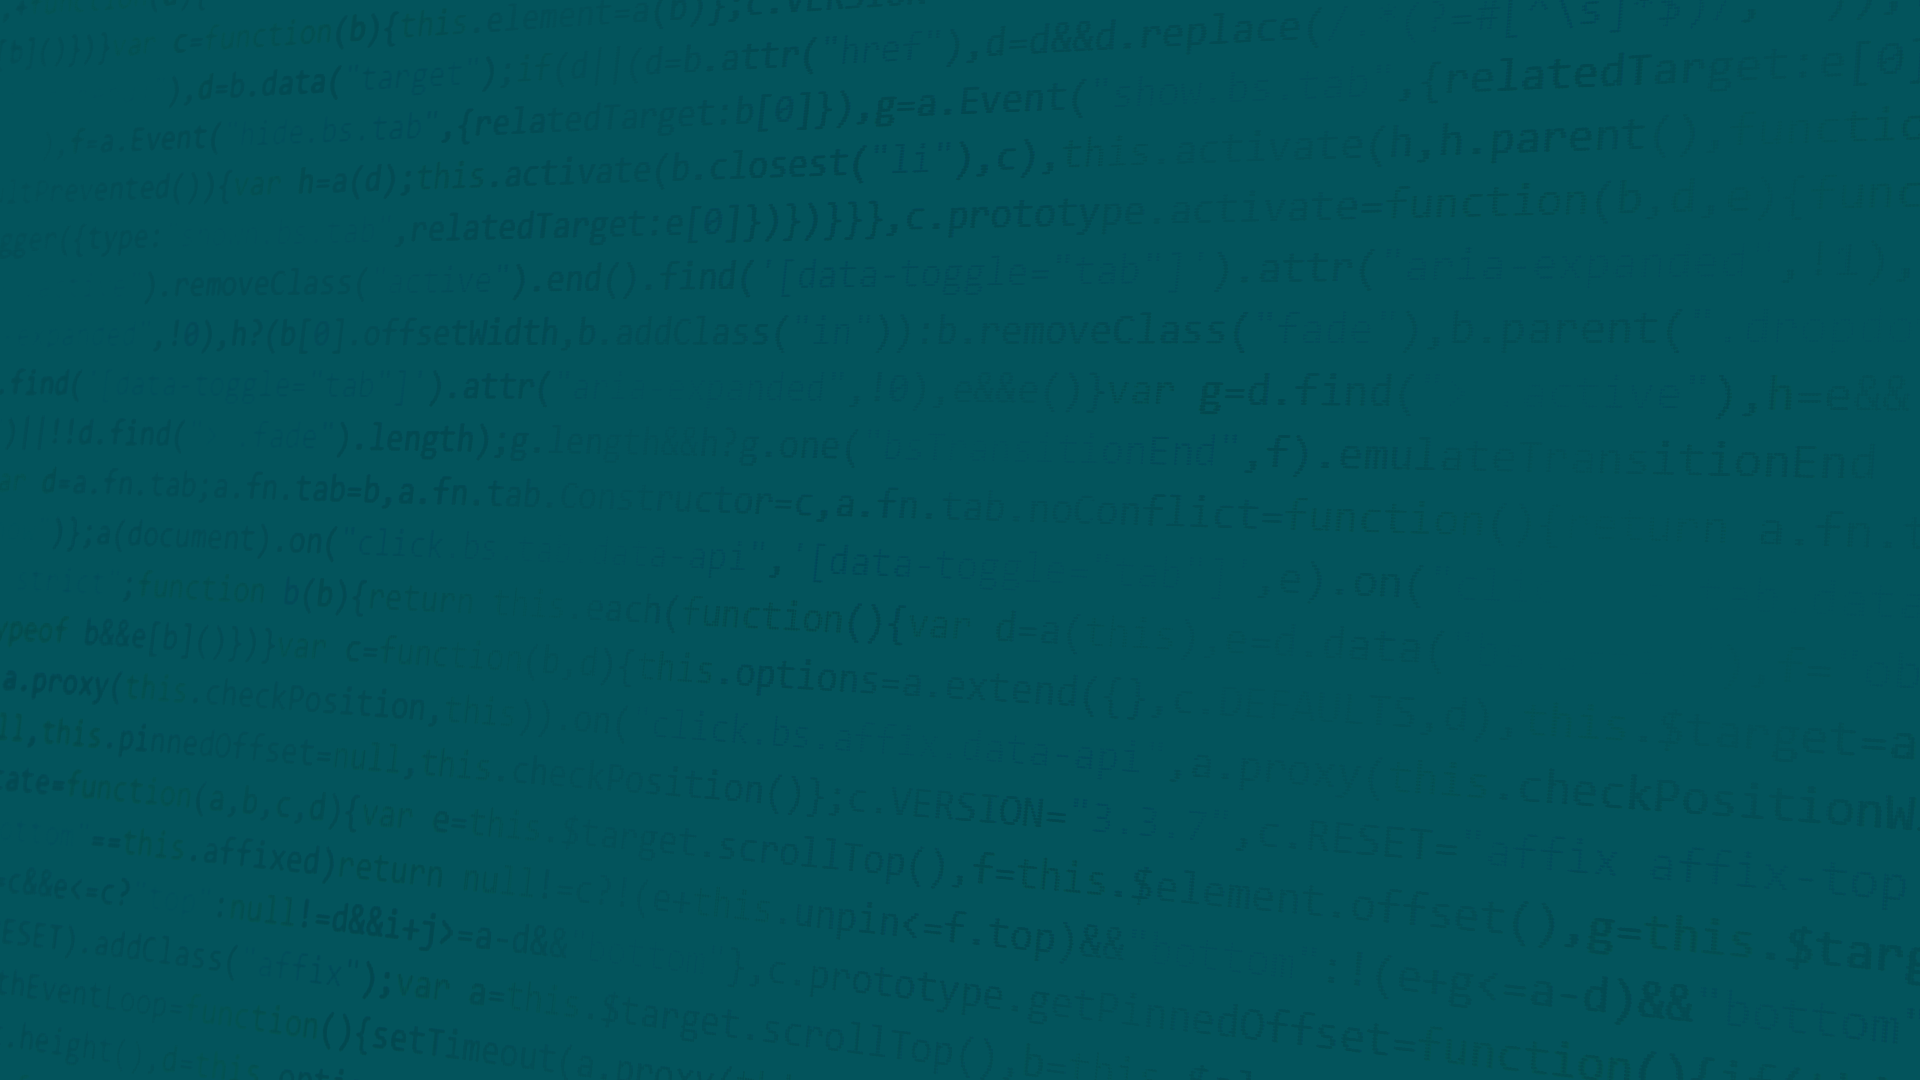 [b]()})}var c=function(b){this.element=a(b)};c.VERSION
),d=b.data("target");if(d||(d=b.attr("href"),d=d&&d.replace(/.*(?=#[^\s]*$)/,
),f=a.Event("hide.bs.tab",{relatedTarget:b[0]}),g=a.Event("show.bs.tab",{relatedTarget:e[0]
ltPrevented()){var h=a(d);this.activate(b.closest("li"),c),this.activate(h,h.parent(),functio
gger({type: ,relatedTarget:e[0]})})}}},c.prototype.activate=function(b,d,e){func
).removeClass("active").end().find('[data-toggle="tab"]').attr("aria-expanded",!1),
expanded",!0),h?(b[0].offsetWidth,b.addClass("in")):b.removeClass("fade"),b.parent(
.find('[data-toggle="tab"]').attr("aria-expanded",!0),e&&e()}var g=d.find( active"),h=e&&
)||!!d.find( .fade").length);g.length&&h?g.one("bsTransitionEnd",f).emulateTransitionEnd
ar d=a.fn.tab;a.fn.tab=b,a.fn.tab.Constructor=c,a.fn.tab.noConflict=function(){return a.fn.t
)};a(document).on("click.bs.tab.data-api",'[data-toggle="tab"]',e).on(
strict";function b(b){return this.each(function(){var d=a(this),e=d.data( ),f="ob
ypeof b&&e[b]()})}var c=function(b,d){this.options=a.extend({},c.DEFAULTS,d),this.$target=a
a.proxy(this.checkPosition,this)).on("click.bs.affix.data-api",a.proxy(this.checkPositionW
ll,this.pinnedOffset=null,this.checkPosition()};c.VERSION="3.3.7",c.RESET="affix affix-top
tate=function(a,b,c,d){var e=this.$target.scrollTop(),f=this.$element.offset(),g=this.$targ
==this.affixed)return null!=c?!(e+this.unpin<=f.top)&&"bottom":!(e+g<=a-d)&&"bottom"
=c&&e<=c?"top":null!=d&&i+j>=a-d&&"bottom"},c.prototype.getPinnedOffset=function(){if(
ESET).addClass("affix");var a=this.$target.scrollTop(),b=this.$el
thEventLoop=function(){setTimeout(a.proxy(
.height(),d=this.opti